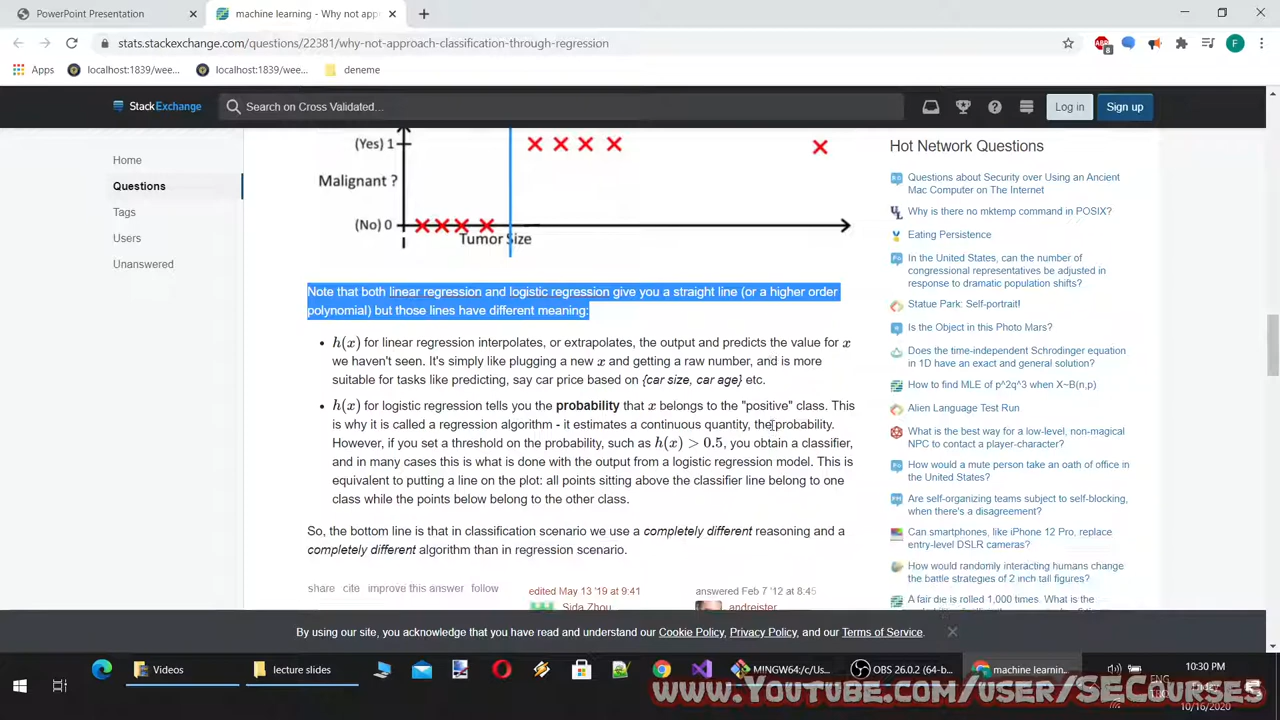 PowerPoint Presentation
machine learning - Why not app
stats.stackexchange.com/questions/22381/why-not-approach-classification-through-regression
8
F
Apps
localhost:1839/wee...
localhost:1839/wee...
deneme
StackExchange
Search on Cross Validated...
Log in
Sign up
Home
Questions
Tags
Users
Unanswered
(Yes) 1
Malignant ?
(No) 0
Tumor Size
Note that both linear regression and logistic regression give you a straight line (or a higher order
polynomial) but those lines have different meaning:
• h(x) for linear regression interpolates, or extrapolates, the output and predicts the value for x
we haven't seen. It's simply like plugging a new x and getting a raw number, and is more
suitable for tasks like predicting, say car price based on {car size, car age} etc.
• h(x) for logistic regression tells you the probability that x belongs to the "positive" class. This
is why it is called a regression algorithm - it estimates a continuous quantity, the probability.
However, if you set a threshold on the probability, such as h(x) > 0.5, you obtain a classifier,
and in many cases this is what is done with the output from a logistic regression model. This is
equivalent to putting a line on the plot: all points sitting above the classifier line belong to one
class while the points below belong to the other class.
So, the bottom line is that in classification scenario we use a completely different reasoning and a
completely different algorithm than in regression scenario.
share cite improve this answer follow
edited May 13 '19 at 9:41
Sida Zhou
answered Feb 7 '12 at 8:45
andreister
Hot Network Questions
Questions about Security over Using an Ancient
Mac Computer on The Internet
Why is there no mktemp command in POSIX?
Eating Persistence
In the United States, can the number of
congressional representatives be adjusted in
response to dramatic population shifts?
Statue Park: Self-portrait!
Is the Object in this Photo Mars?
Does the time-independent Schrodinger equation
in 1D have an exact and general solution?
How to find MLE of p^2q^3 when X~B(n,p)
Alien Language Test Run
What is the best way for a low-level, non-magical
NPC to contact a player-character?
How would a mute person take an oath of office in
the United States?
Are self-organizing teams subject to self-blocking,
when there's a disagreement?
Can smartphones, like iPhone 12 Pro, replace
entry-level DSLR cameras?
How would randomly interacting humans change
the battle strategies of 2 inch tall figures?
A fair die is rolled 1,000 times. What is the
By using our site, you acknowledge that you have read and understand our Cookie Policy, Privacy Policy, and our Terms of Service.
Videos
lecture slides
MINGW64:/c/Us...
OBS 26.0.2 (64-b...
machine learnin...
ENG
10:30 PM
Friday
10/16/2020
www.Youtube.com/user/SECourses